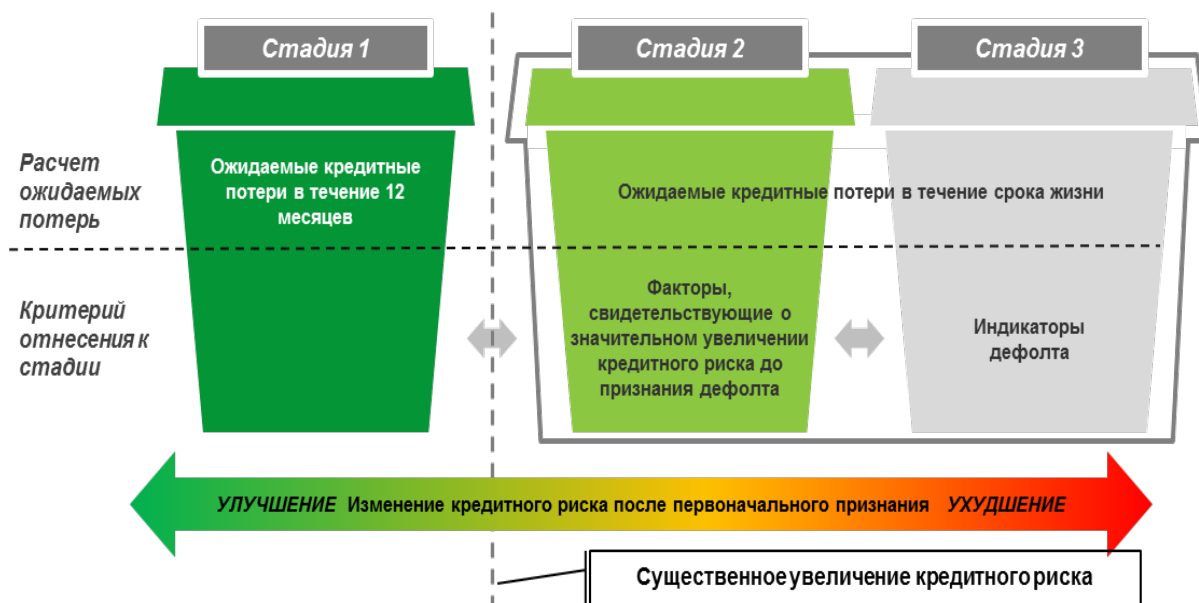 Стадия 1
Стадия 2
Стадия 3
Расчет
ожидаемых
потерь
Ожидаемые кредитные
потери в течение 12
месяцев
Ожидаемые кредитные потери в течение срока жизни
Критерий
отнесения к
стадии
Факторы,
свидетельствующие о
значительном увеличении
кредитного риска до
признания дефолта
Индикаторы
дефолта
УЛУЧШЕНИЕ Изменение кредитного риска после первоначального признания УХУДШЕНИЕ
Существенное увеличение кредитного риска